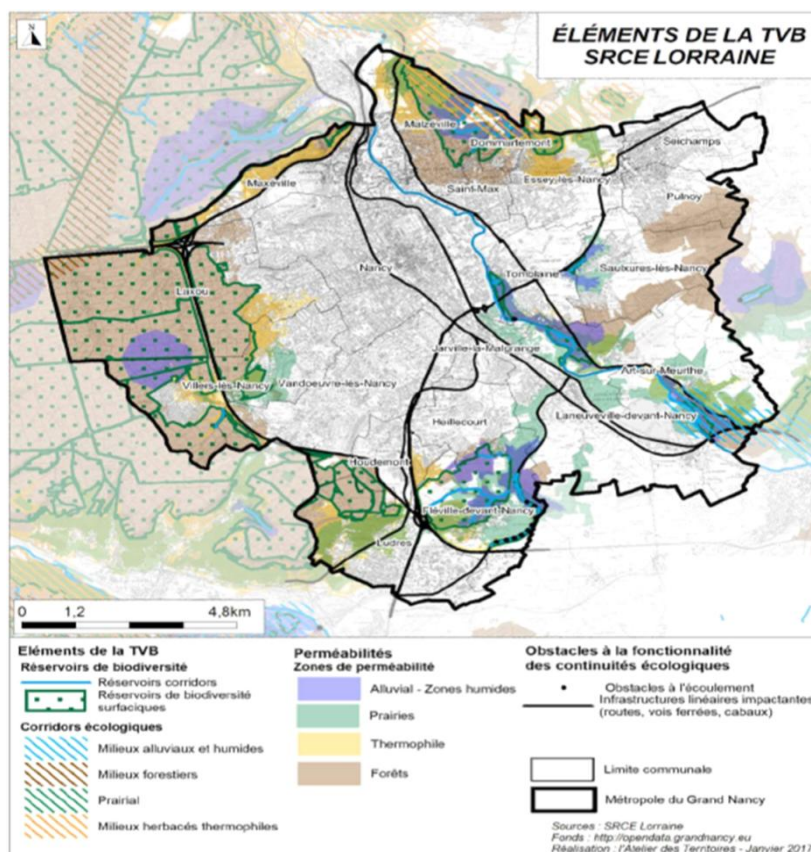 N
ÉLÉMENTS DE LA TVB
SRCE LORRAINE
Malzéville
Dommartemont
Seichamps
Maxéville
Saint-Max
Essey-lès-Nancy
Pulnoy
Nancy
Tomblaine
Saulxures-lès-Nancy
Laxou
Jarville-la-Malgrange
Art-sur-Meurthe
Villers-lès-Nancy
Vandoeuvre-lès-Nancy
Laneuveville-devant-Nancy
Heillecourt
Houdemont
Fléville-devant-Nancy
Ludres
0 1,2 4,8km
Eléments de la TVB
Réservoirs de biodiversité
Réservoirs corridors
Réservoirs de biodiversité
surfaciques
Corridors écologiques
Milieux alluviaux et humides
Milieux forestiers
Prairial
Milieux herbacés thermophiles
Perméabilités
Zones de perméabilité
Alluvial - Zones humides
Prairies
Thermophile
Forêts
Obstacles à la fonctionnalité
des continuités écologiques
Obstacles à l'écoulement
Infrastructures linéaires impactantes
(routes, vois ferrées, cabaux)
Limite communale
Métropole du Grand Nancy
Sources : SRCE Lorraine
Fonds : http://opendata.grandnancy.eu
Réalisation : l'Atelier des Territoires - Janvier 201